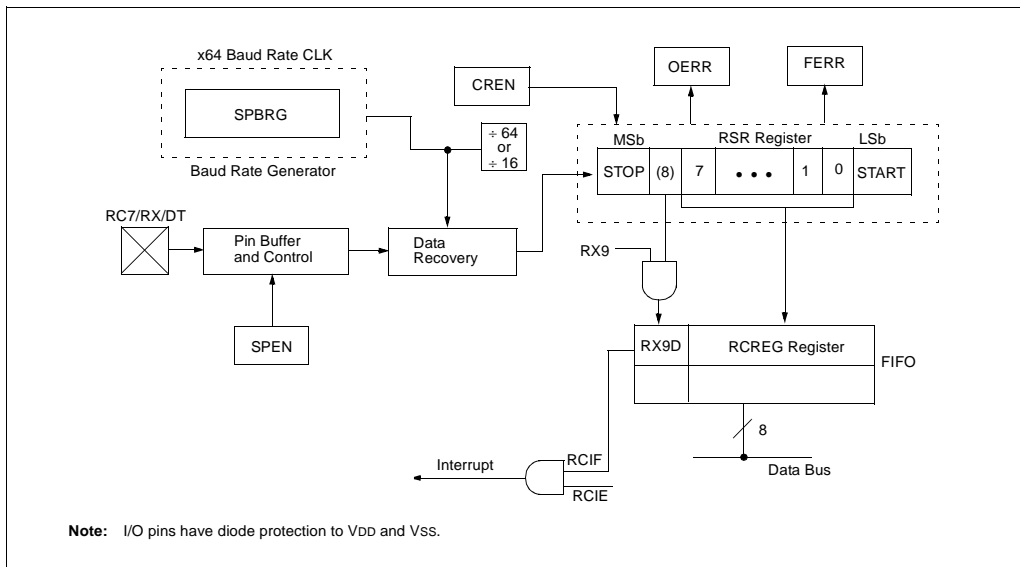 x64 Baud Rate CLK
SPBRG
Baud Rate Generator
CREN
OERR
FERR
÷ 64
or
÷ 16
MSb
RSR Register
LSb
STOP (8) 7 • • • 1 0 START
RC7/RX/DT
Pin Buffer
and Control
Data
Recovery
RX9
SPEN
RX9D
RCREG Register
FIFO
8
Data Bus
Interrupt
RCIF
RCIE
Note: I/O pins have diode protection to VDD and VSS.